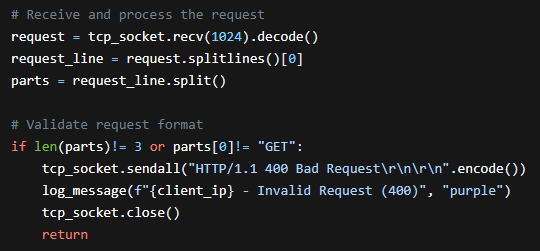 # Receive and process the request
request = tcp_socket.recv(1024).decode()
request_line = request.splitlines()[0]
parts = request_line.split()

# Validate request format
if len(parts)!= 3 or parts[0]!= "GET":
    tcp_socket.sendall("HTTP/1.1 400 Bad Request\r\n\r\n".encode())
    log_message(f"{client_ip} - Invalid Request (400)", "purple")
    tcp_socket.close()
    return